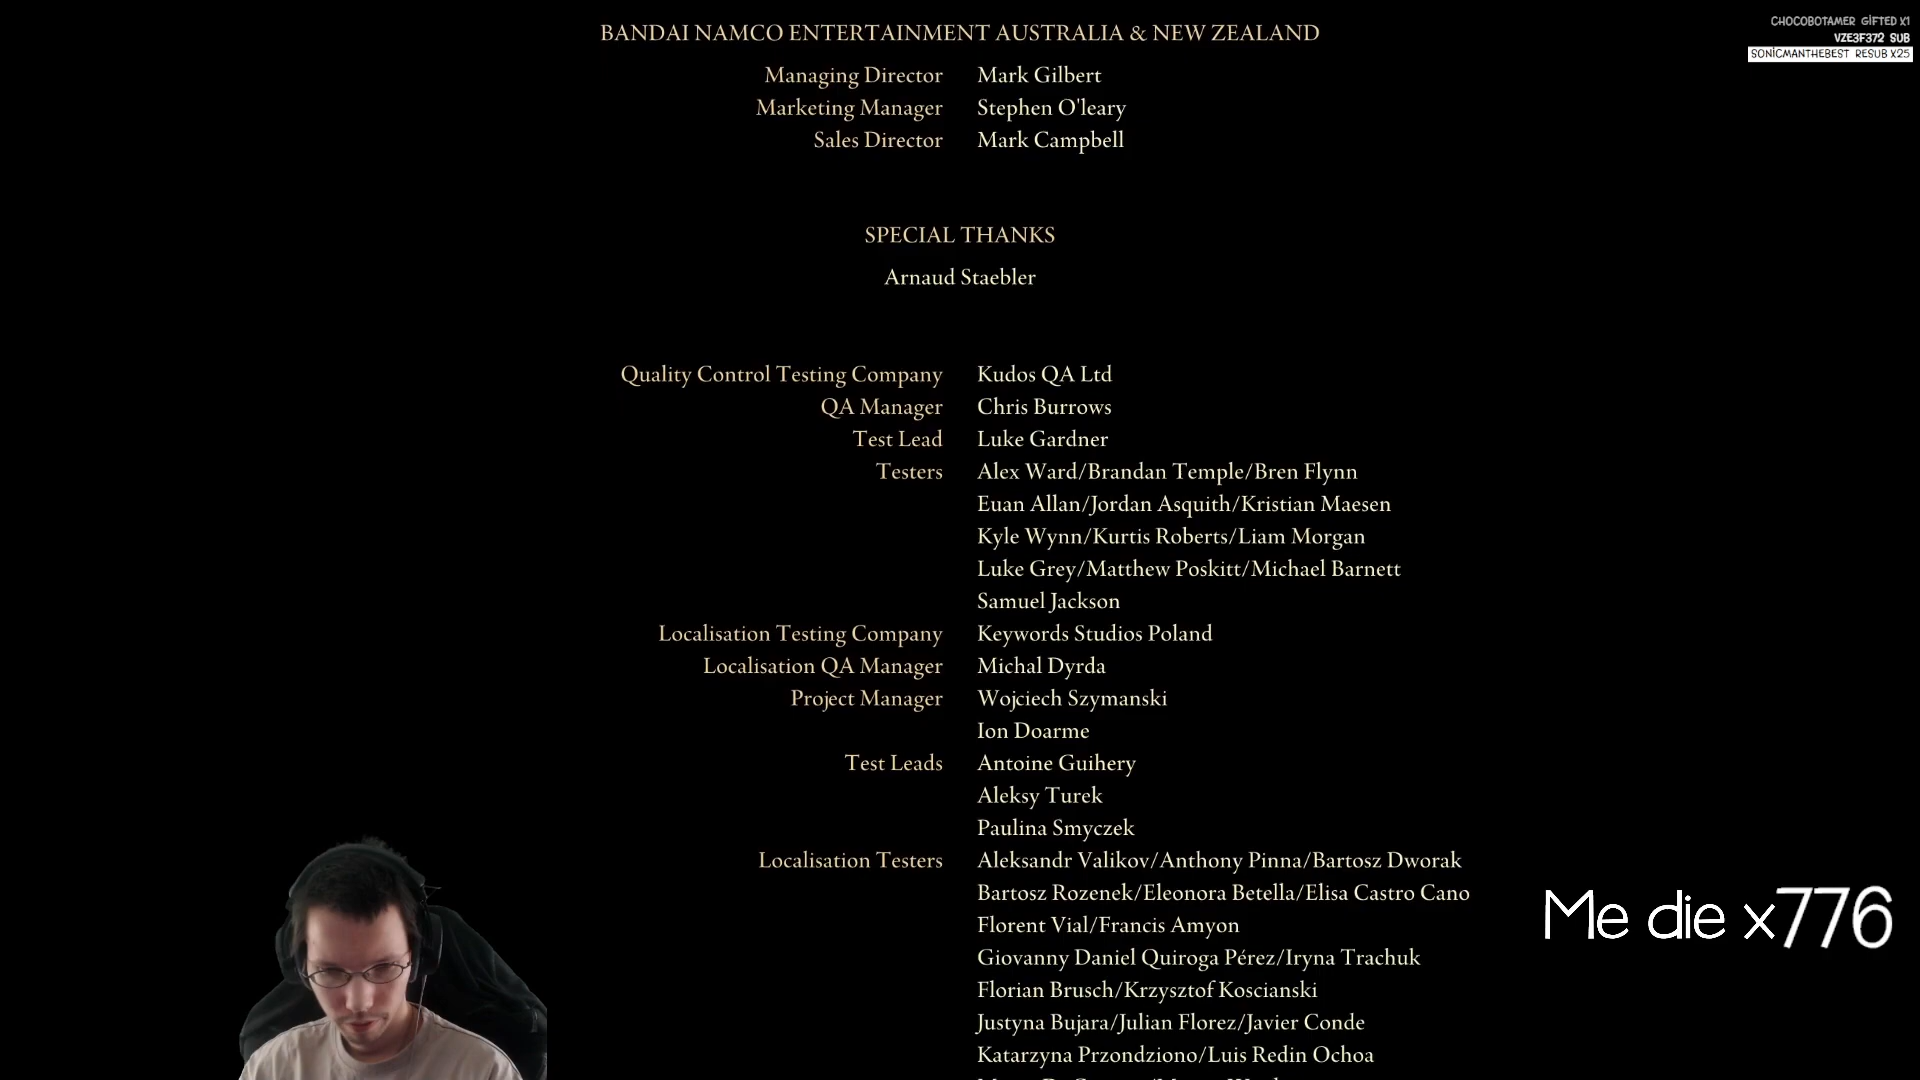 BANDAI NAMCO ENTERTAINMENT AUSTRALIA & NEW ZEALAND
CHOCOBOTAMER GIFTED X1
VZE3F372 SUB
SONICMANTHEBEST RESUB X25
Managing Director Mark Gilbert
Marketing Manager Stephen O'leary
Sales Director Mark Campbell
SPECIAL THANKS
Arnaud Staebler
Quality Control Testing Company Kudos QA Ltd
QA Manager Chris Burrows
Test Lead Luke Gardner
Testers Alex Ward/Brandan Temple/Bren Flynn
Euan Allan/Jordan Asquith/Kristian Maesen
Kyle Wynn/Kurtis Roberts/Liam Morgan
Luke Grey/Matthew Poskitt/Michael Barnett
Samuel Jackson
Localisation Testing Company Keywords Studios Poland
Localisation QA Manager Michal Dyrda
Project Manager Wojciech Szymanski
Ion Doarme
Test Leads Antoine Guihery
Aleksy Turek
Paulina Smyczek
Localisation Testers Aleksandr Valikov/Anthony Pinna/Bartosz Dworak
Bartosz Rozenek/Eleonora Betella/Elisa Castro Cano
Florent Vial/Francis Amyon
Giovanny Daniel Quiroga Pérez/Iryna Trachuk
Florian Brusch/Krzysztof Koscianski
Justyna Bujara/Julian Florez/Javier Conde
Katarzyna Przondziono/Luis Redin Ochoa
Me die x776